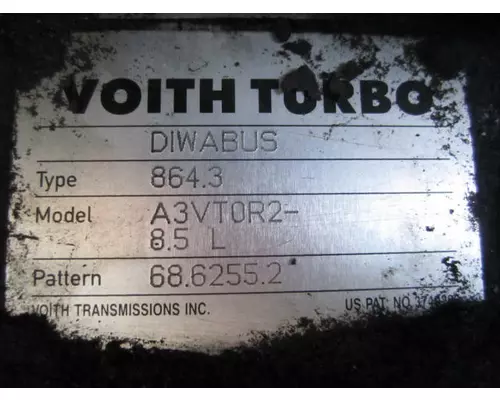 VOITH TURBO
DIWABUS
Type 864.3
Model A3VT0R2-
8.5 L
Pattern 68.6255.2
VOITH TRANSMISSIONS INC. US PAT. NO